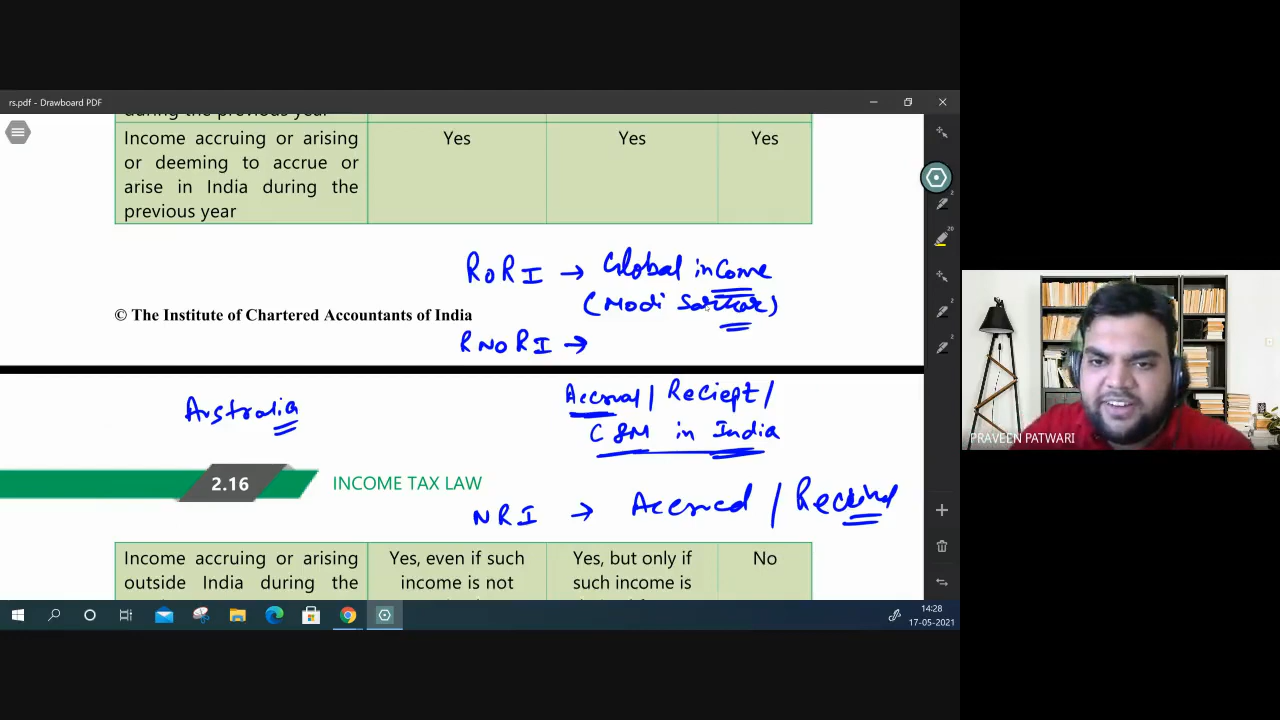 rs.pdf - Drawboard PDF
during the previous year
Income accruing or arising Yes Yes Yes
or deeming to accrue or
arise in India during the
previous year
RORI → Global income
(Modi Sarkar)
© The Institute of Chartered Accountants of India
RNORI →
Accrual / Reciept /
C&M in India
Australia
2.16 INCOME TAX LAW
NRI → Accrued / Received
Income accruing or arising Yes, even if such Yes, but only if No
outside India during the income is not such income is
PRAVEEN PATWARI
2
20
14:28
17-05-2021